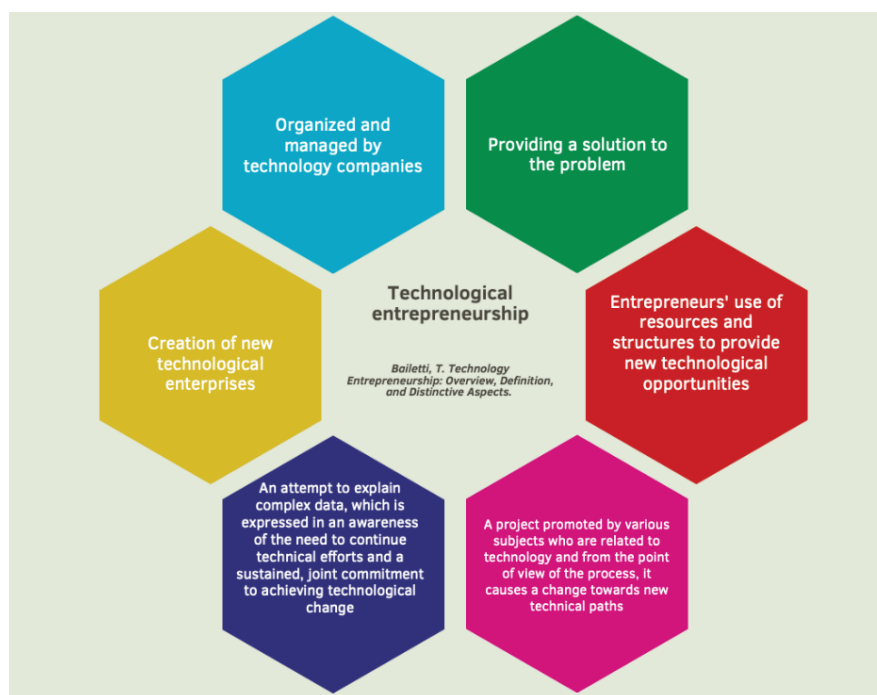 Organized and
managed by
technology companies
Providing a solution to
the problem
Technological
entrepreneurship
Bailetti, T. Technology
Entrepreneurship: Overview, Definition,
and Distinctive Aspects.
Creation of new
technological
enterprises
Entrepreneurs' use of
resources and
structures to provide
new technological
opportunities
An attempt to explain
complex data, which is
expressed in an awareness
of the need to continue
technical efforts and a
sustained, joint commitment
to achieving technological
change
A project promoted by various
subjects who are related to
technology and from the point
of view of the process, it
causes a change towards new
technical paths